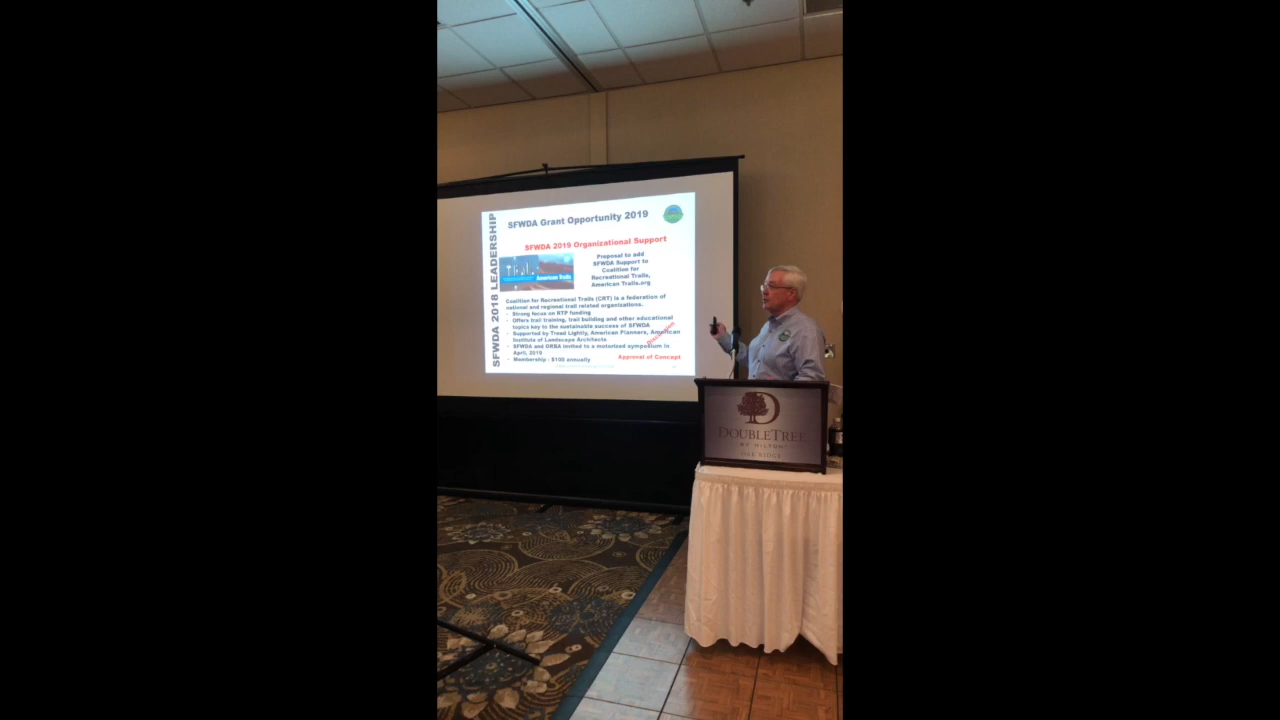 SFWDA 2018 LEADERSHIP
SFWDA Grant Opportunity 2019
SFWDA 2019 Organizational Support
Proposal to add
SFWDA Support to
Coalition for
Recreational Trails,
American Trails.org
American Trails
Coalition for Recreational Trails (CRT) is a federation of
national and regional trail related organizations.
- Strong focus on RTP funding
- Offers trail training, trail building and other educational
topics key to the sustainable success of SFWDA
- Supported by Tread Lightly, American Planners, American
Institute of Landscape Architects
- SFWDA and ORBA invited to a motorized symposium in
April, 2019
- Membership - $100 annually
Discussion
Approval of Concept
D
DOUBLETREE
BY HILTON
OAK RIDGE